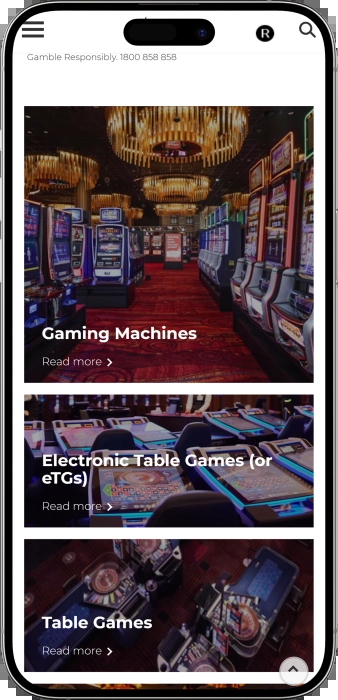 R
Gamble Responsibly. 1800 858 858
Gaming Machines
Read more
Electronic Table Games (or
eTGs)
Read more
Table Games
Read more